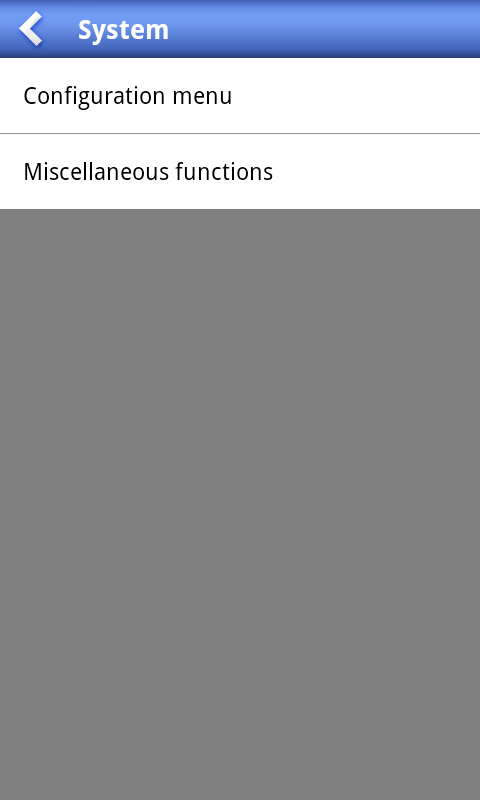 System
Configuration menu
Miscellaneous functions